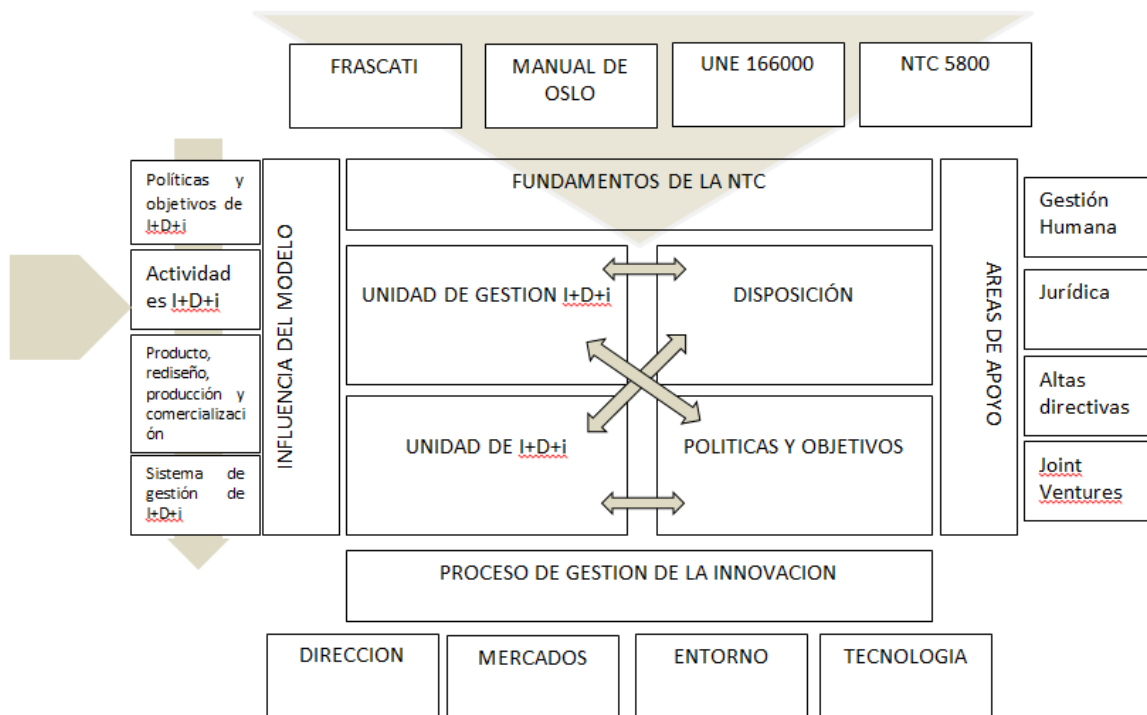 FRASCATI
MANUAL DE
OSLO
UNE 166000
NTC 5800
Políticas y
objetivos de
I+D+i
Actividad
es I+D+i
Producto,
rediseño,
producción y
comercializaci
ón
Sistema de
gestión de
I+D+i
INFLUENCIA DEL MODELO
FUNDAMENTOS DE LA NTC
UNIDAD DE GESTION I+D+i
DISPOSICIÓN
UNIDAD DE I+D+i
POLITICAS Y OBJETIVOS
AREAS DE APOYO
Gestión
Humana
Jurídica
Altas
directivas
Joint
Ventures
PROCESO DE GESTION DE LA INNOVACION
DIRECCION
MERCADOS
ENTORNO
TECNOLOGIA